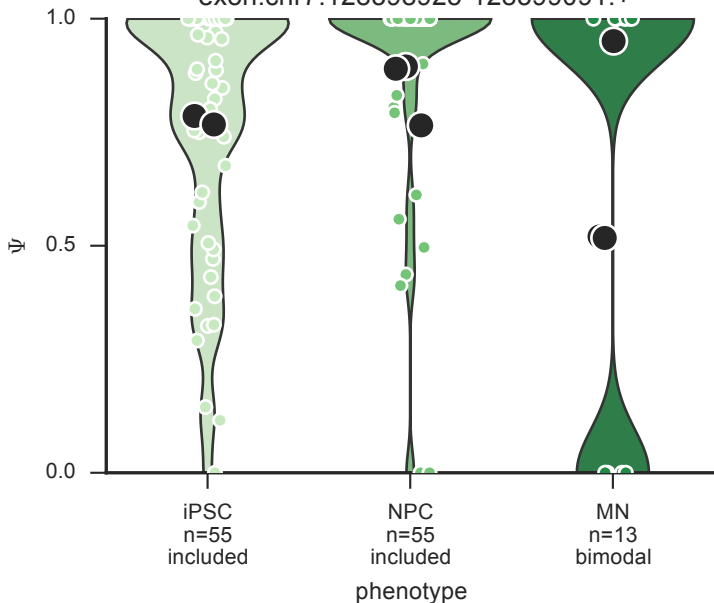 1.0
Ψ
0.5
0.0
iPSC
n=55
included
NPC
n=55
included
MN
n=13
bimodal
phenotype